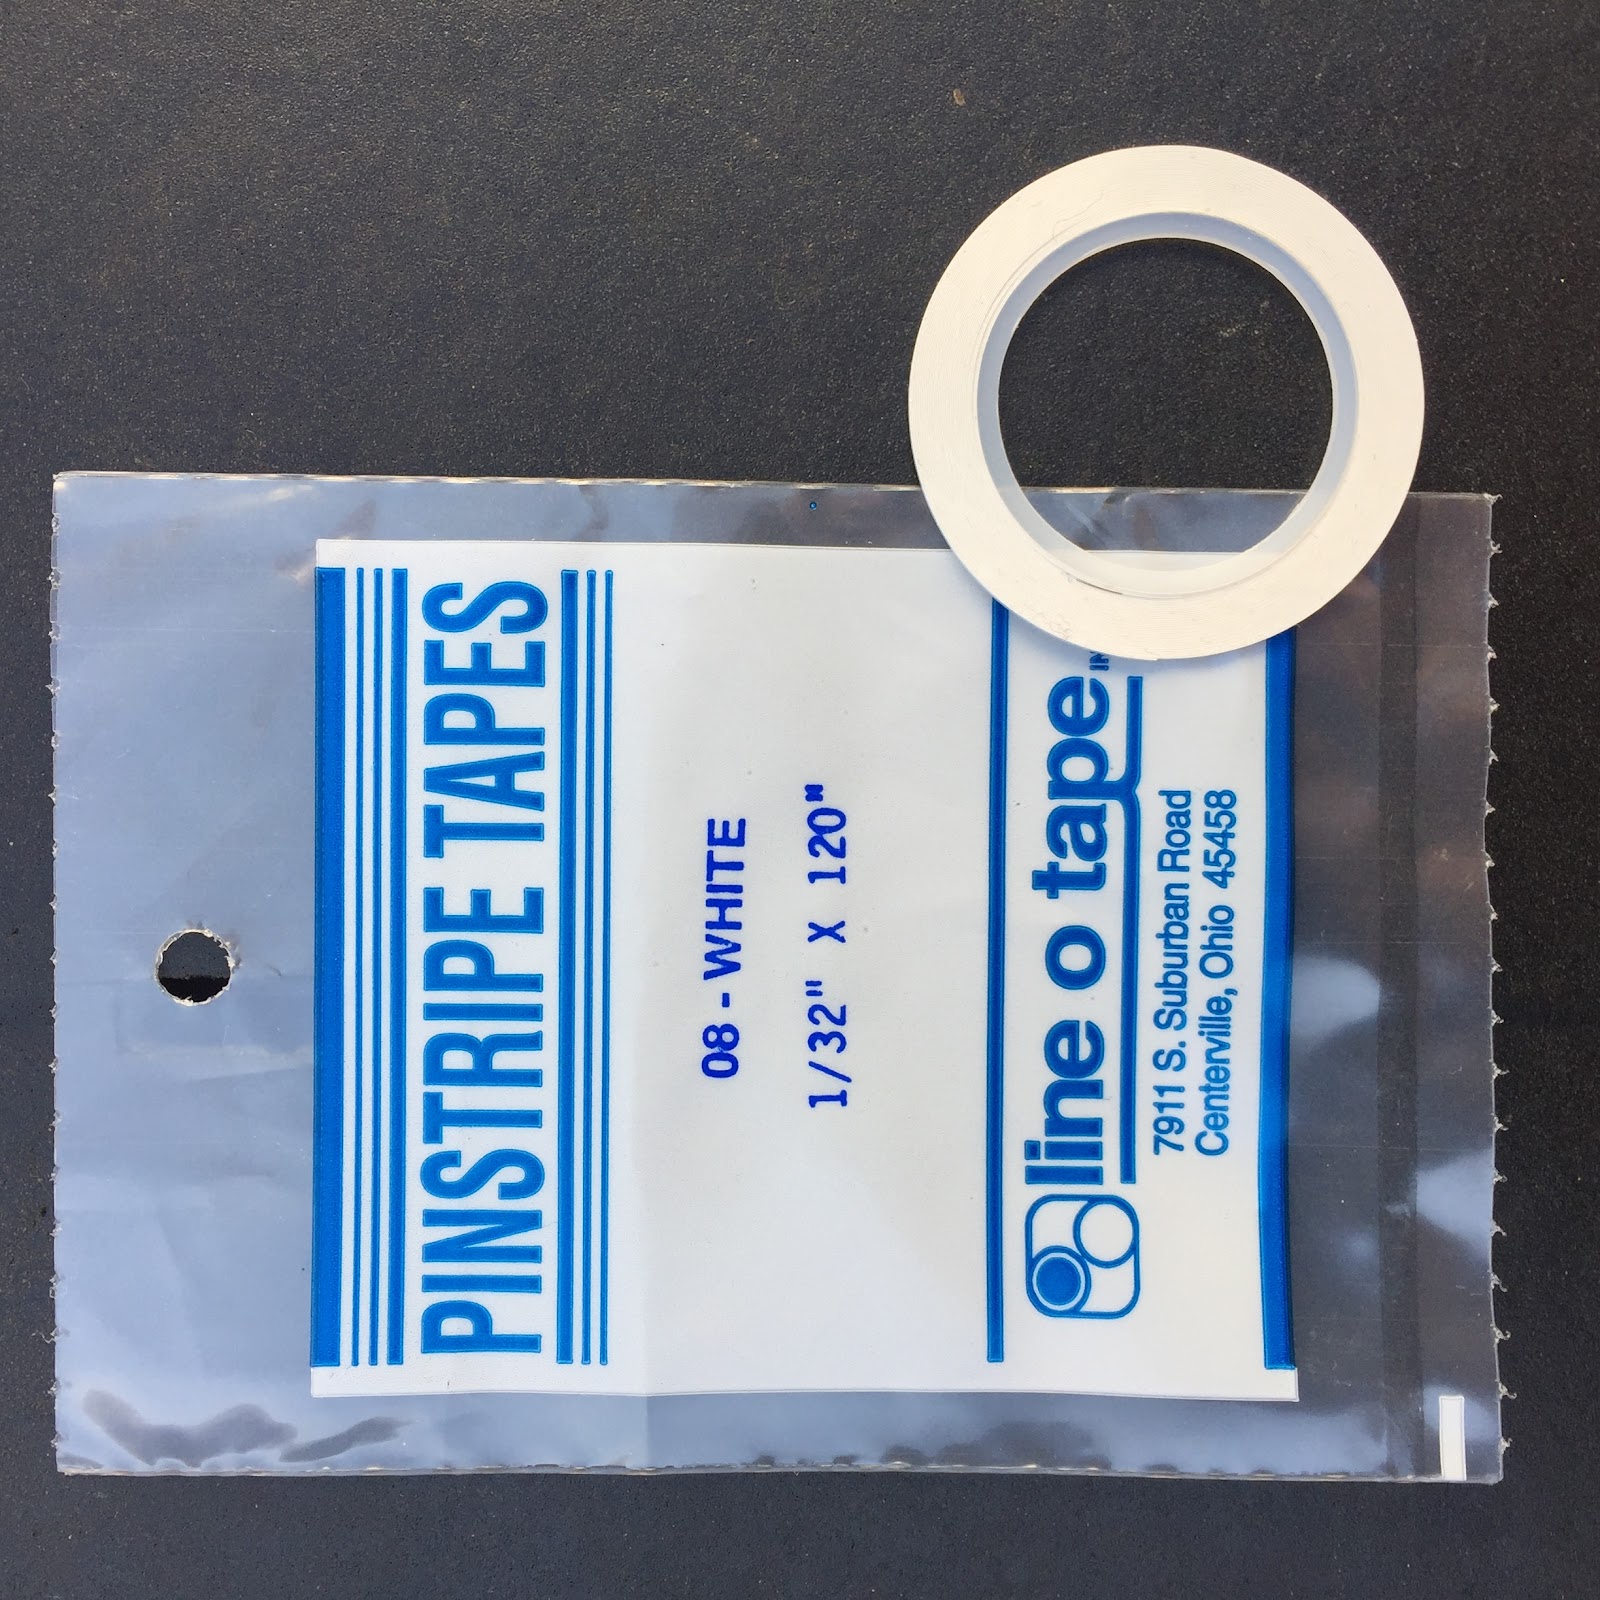 PINSTRIPE TAPES
08 - WHITE
1/32" X 120"
line o tape
7911 S. Suburban Road
Centerville, Ohio 45458